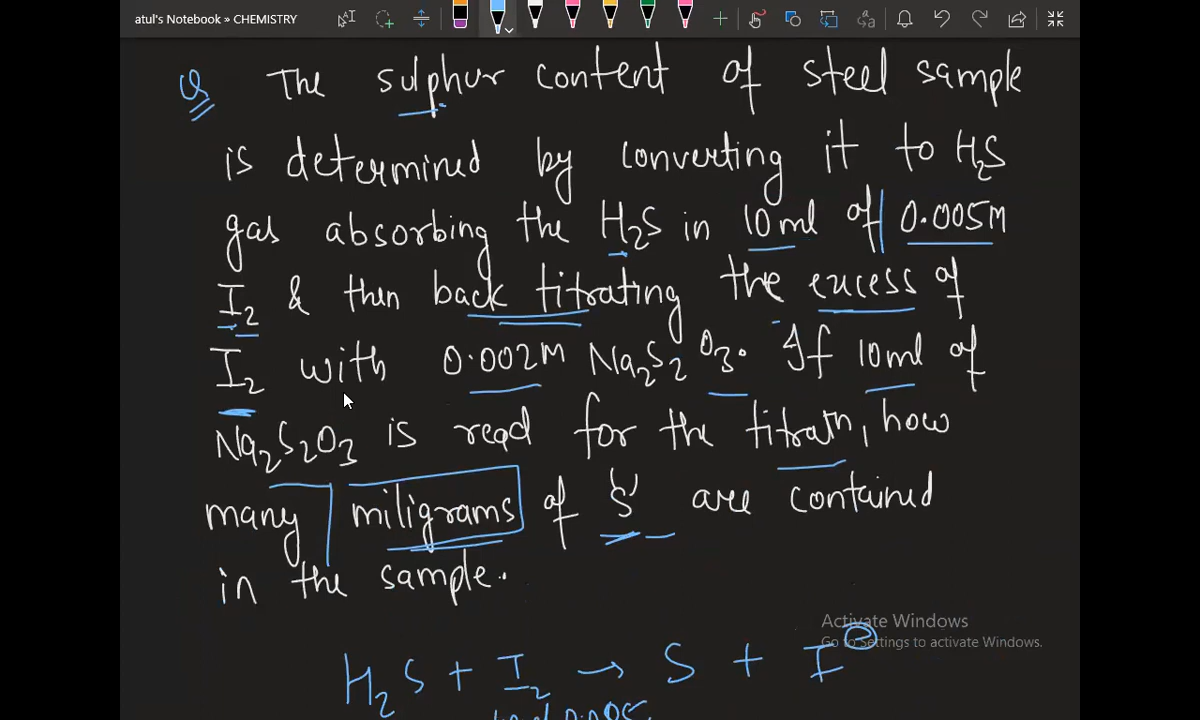 atul's Notebook » CHEMISTRY
Q The sulphur content of steel sample
is determined by converting it to H2S
gas absorbing the H2S in 10ml of 0.005M
I2 & then back titrating the excess of
I2 with 0.002M Na2S2O3. If 10ml of
Na2S2O3 is reqd for the titratn, how
many miligrams of 'S' are contained
in the sample.
Activate Windows
Go to Settings to activate Windows.
H2S + I2 → S + I⊖